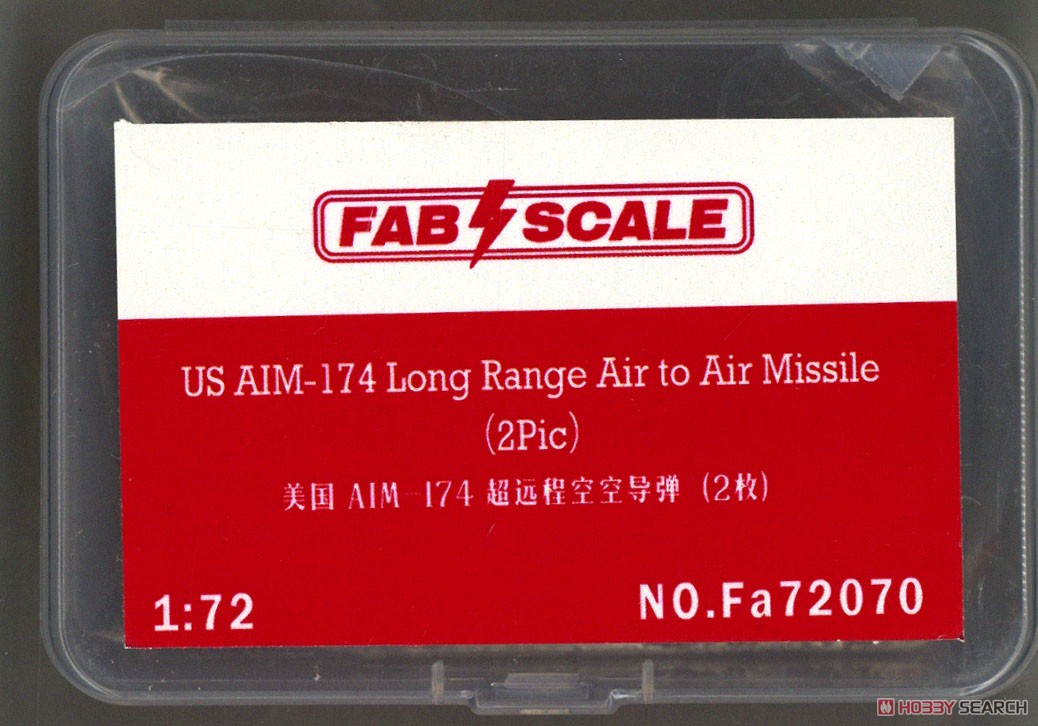 FAB SCALE
US AIM-174 Long Range Air to Air Missile
(2Pic)
美国 AIM-174 超远程空空导弹 (2枚)
1:72
NO.Fa72070
HOBBY SEARCH